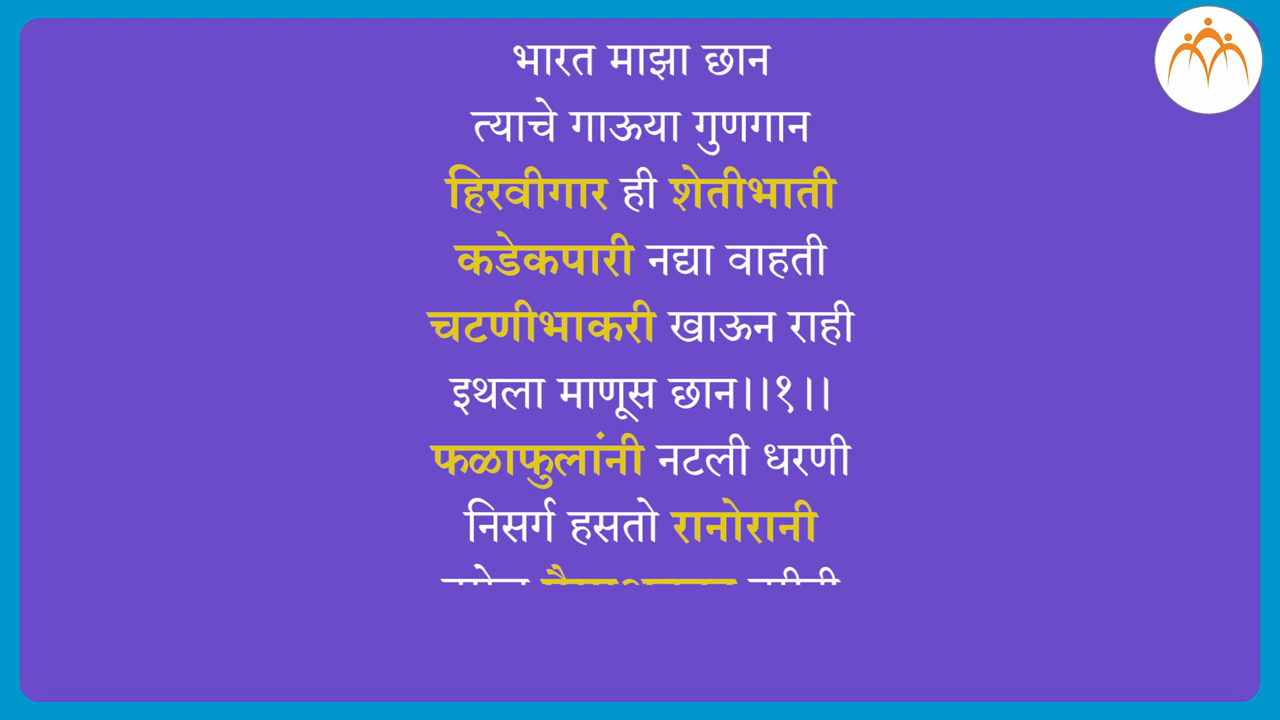 भारत माझा छान
त्याचे गाऊया गुणगान
हिरवीगार ही शेतीभाती
कडेकपारी नद्या वाहती
चटणीभाकरी खाऊन राही
इथला माणूस छान।।१।।
फळाफुलांनी नटली धरणी
निसर्ग हसतो रानोरानी